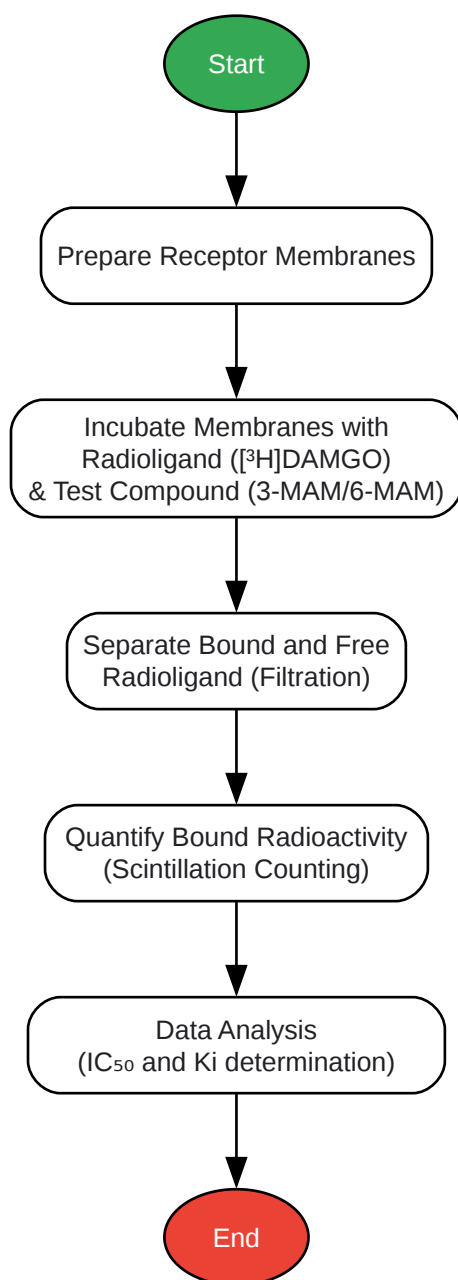 Start
Prepare Receptor Membranes
Incubate Membranes with
Radioligand ([³H]DAMGO)
& Test Compound (3-MAM/6-MAM)
Separate Bound and Free
Radioligand (Filtration)
Quantify Bound Radioactivity
(Scintillation Counting)
Data Analysis
(IC₅₀ and Ki determination)
End